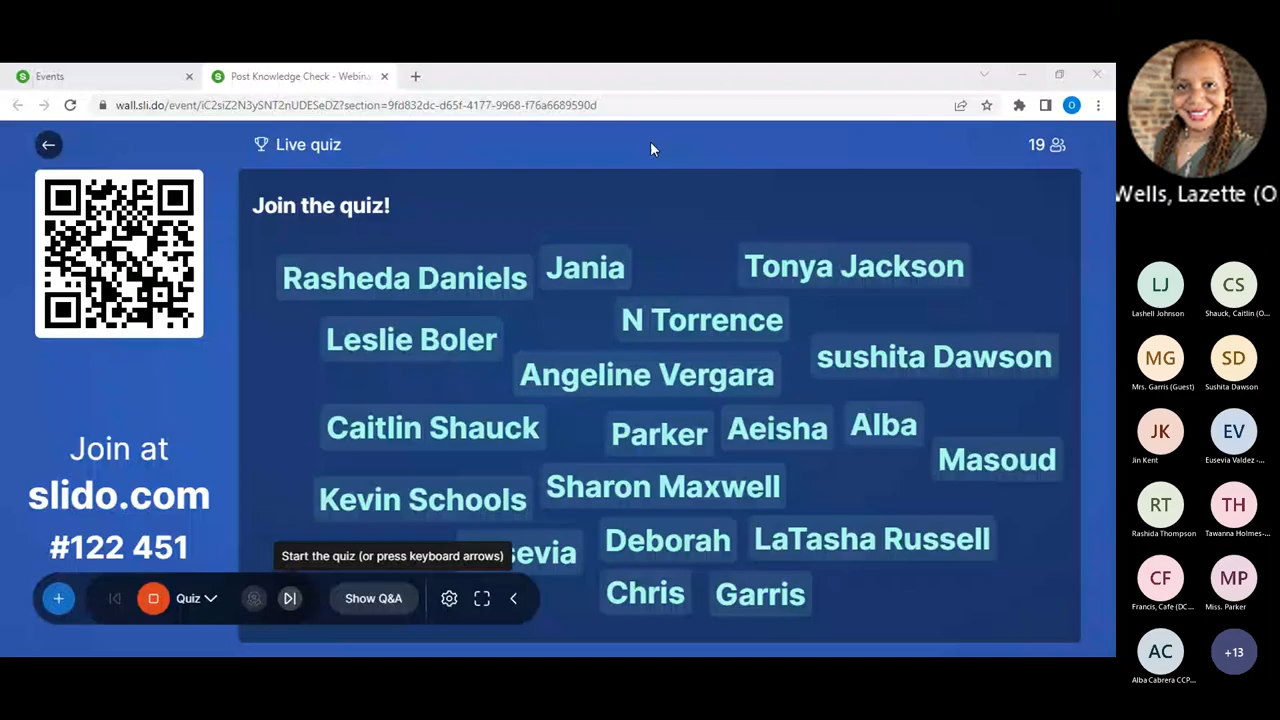 Events
Post Knowledge Check - Webina
wall.sli.do/event/iC2siZ2N3ySNT2nUDESeDZ?section=9fd832dc-d65f-4177-9968-f76a6689590d
O
Live quiz
19
Join the quiz!
Rasheda Daniels
Jania
Tonya Jackson
N Torrence
Leslie Boler
sushita Dawson
Angeline Vergara
Caitlin Shauck
Parker
Aeisha
Alba
Masoud
Kevin Schools
Sharon Maxwell
sevia
Deborah
LaTasha Russell
Chris
Garris
Join at
slido.com
#122 451
Start the quiz (or press keyboard arrows)
Quiz
Show Q&A
Wells, Lazette (O
LJ
Lashell Johnson
CS
Shauck, Caitlin (O...
MG
Mrs. Garris (Guest)
SD
Sushita Dawson
JK
Jin Kent
EV
Eusevia Valdez -...
RT
Rashida Thompson
TH
Tawanna Holmes-...
CF
Francis, Cafe (DC...
MP
Miss. Parker
AC
Alba Cabrera CCP...
+13